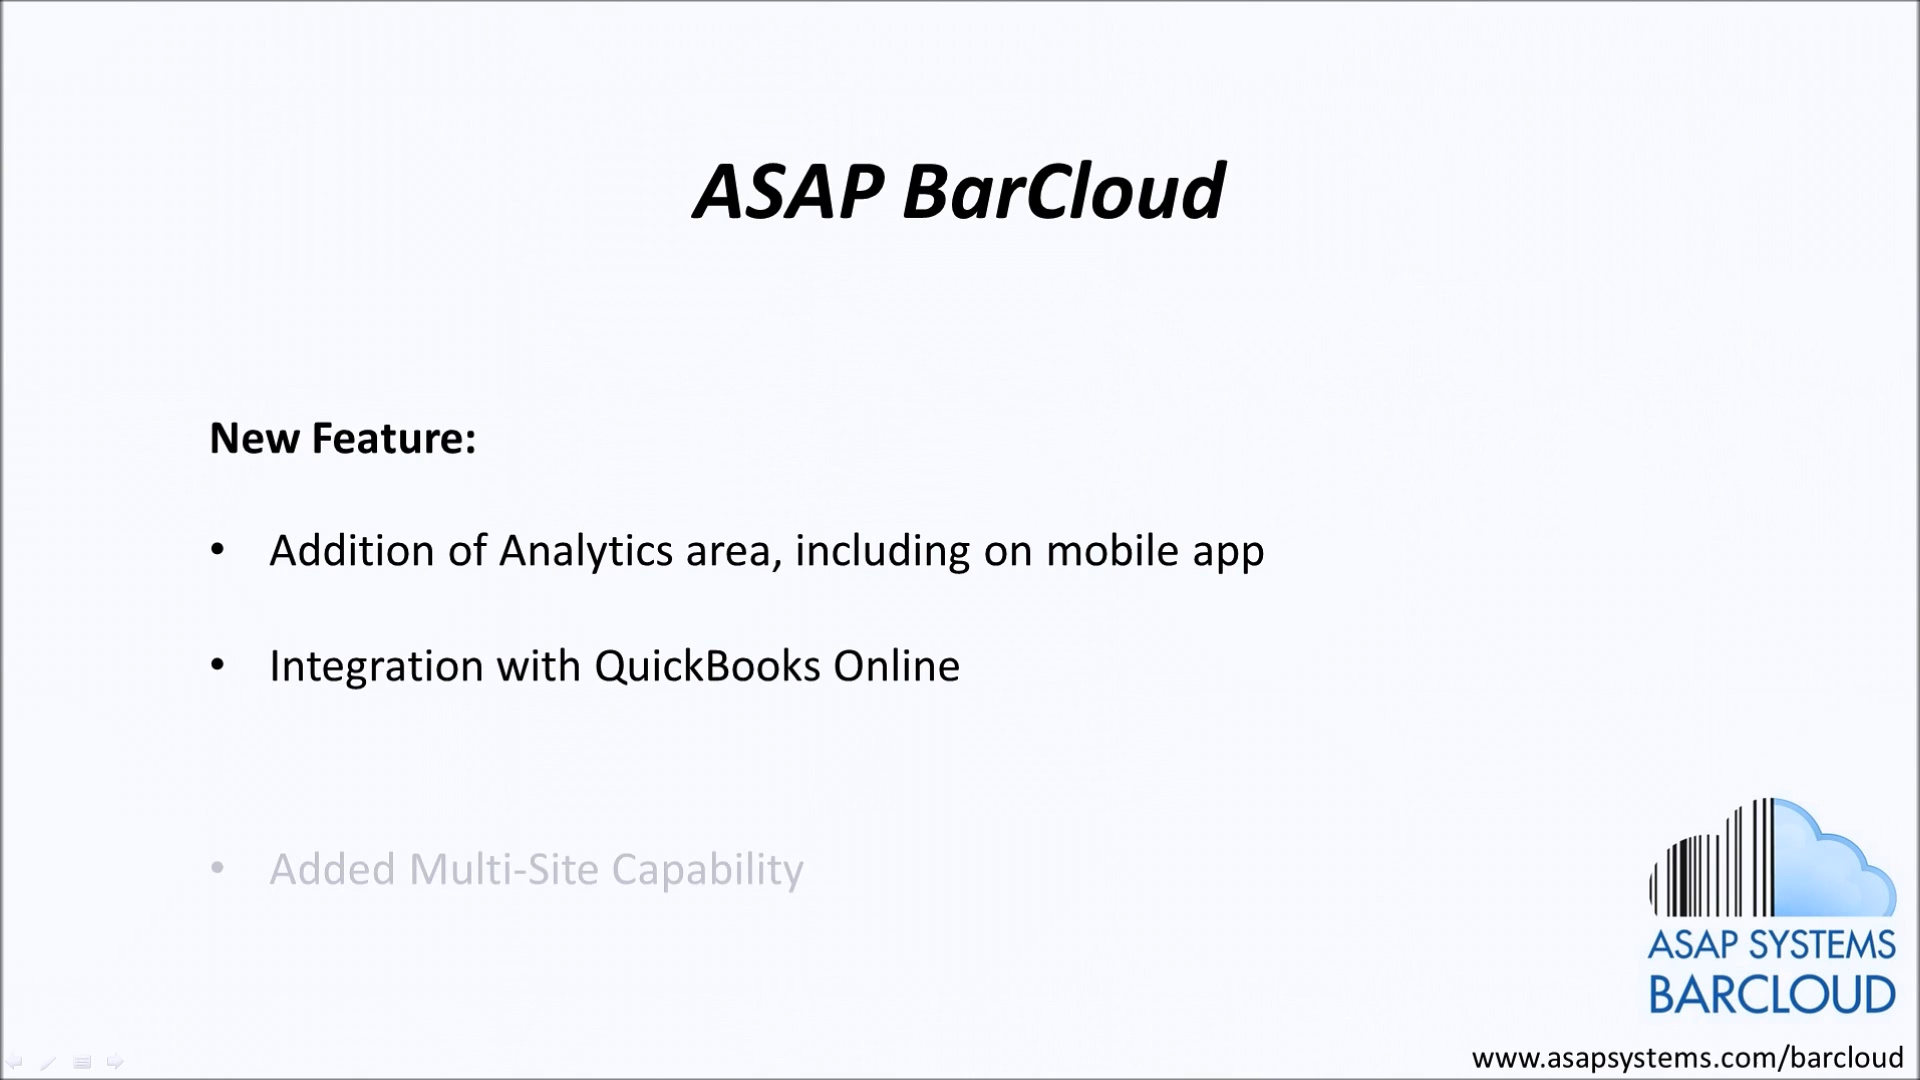 ASAP BarCloud
New Feature:
• Addition of Analytics area, including on mobile app
• Integration with QuickBooks Online
• Added Multi-Site Capability
ASAP SYSTEMS
BARCLOUD
www.asapsystems.com/barcloud